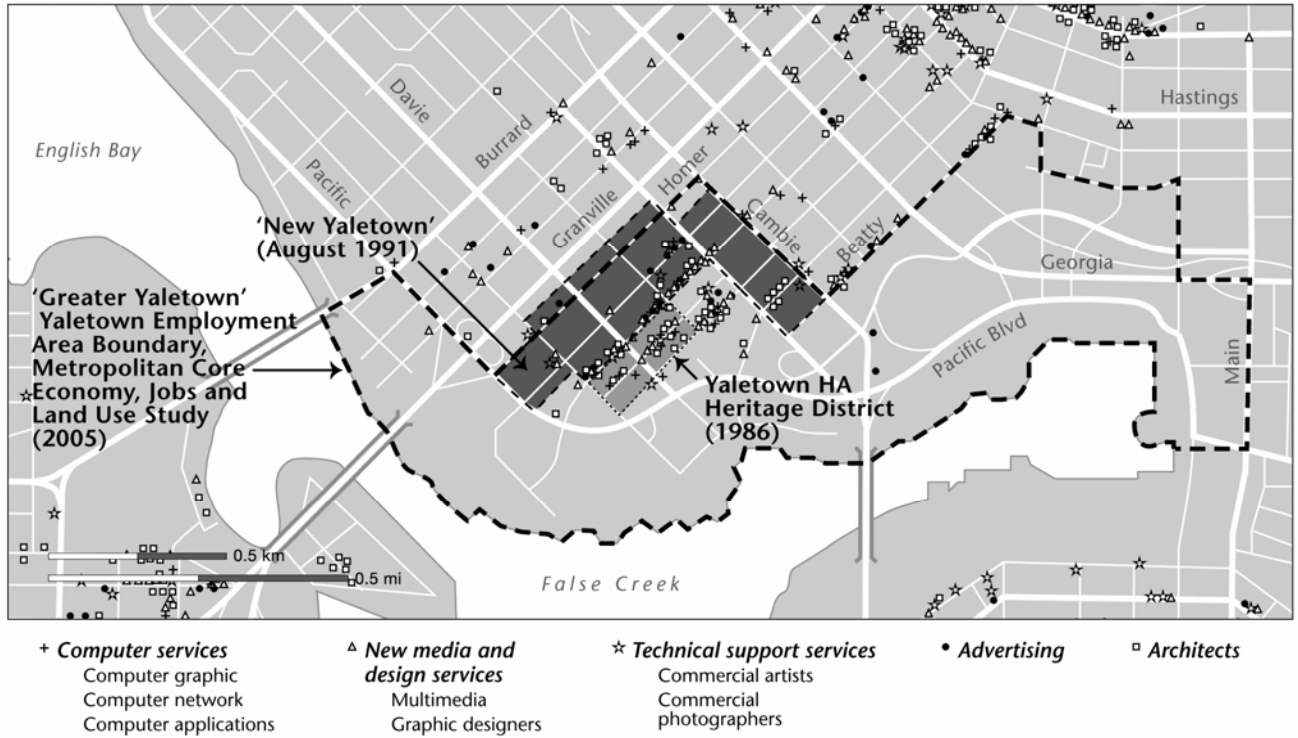 English Bay
Davie
Burrard
Pacific
Granville
Homer
Cambie
Beatty
Hastings
Georgia
Pacific Blvd
Main
'New Yaletown'
(August 1991)
'Greater Yaletown'
Yaletown Employment
Area Boundary,
Metropolitan Core
Economy, Jobs and
Land Use Study
(2005)
Yaletown HA
Heritage District
(1986)
0.5 km
0.5 mi
False Creek
Computer services
Computer graphic
Computer network
Computer applications
New media and
design services
Multimedia
Graphic designers
Technical support services
Commercial artists
Commercial
photographers
Advertising
Architects